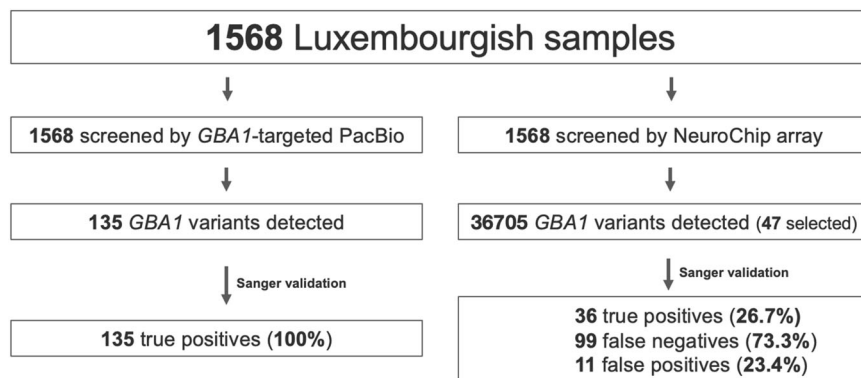 1568 Luxembourgish samples
1568 screened by GBA1-targeted PacBio
1568 screened by NeuroChip array
135 GBA1 variants detected
36705 GBA1 variants detected (47 selected)
Sanger validation
Sanger validation
135 true positives (100%)
36 true positives (26.7%)
99 false negatives (73.3%)
11 false positives (23.4%)